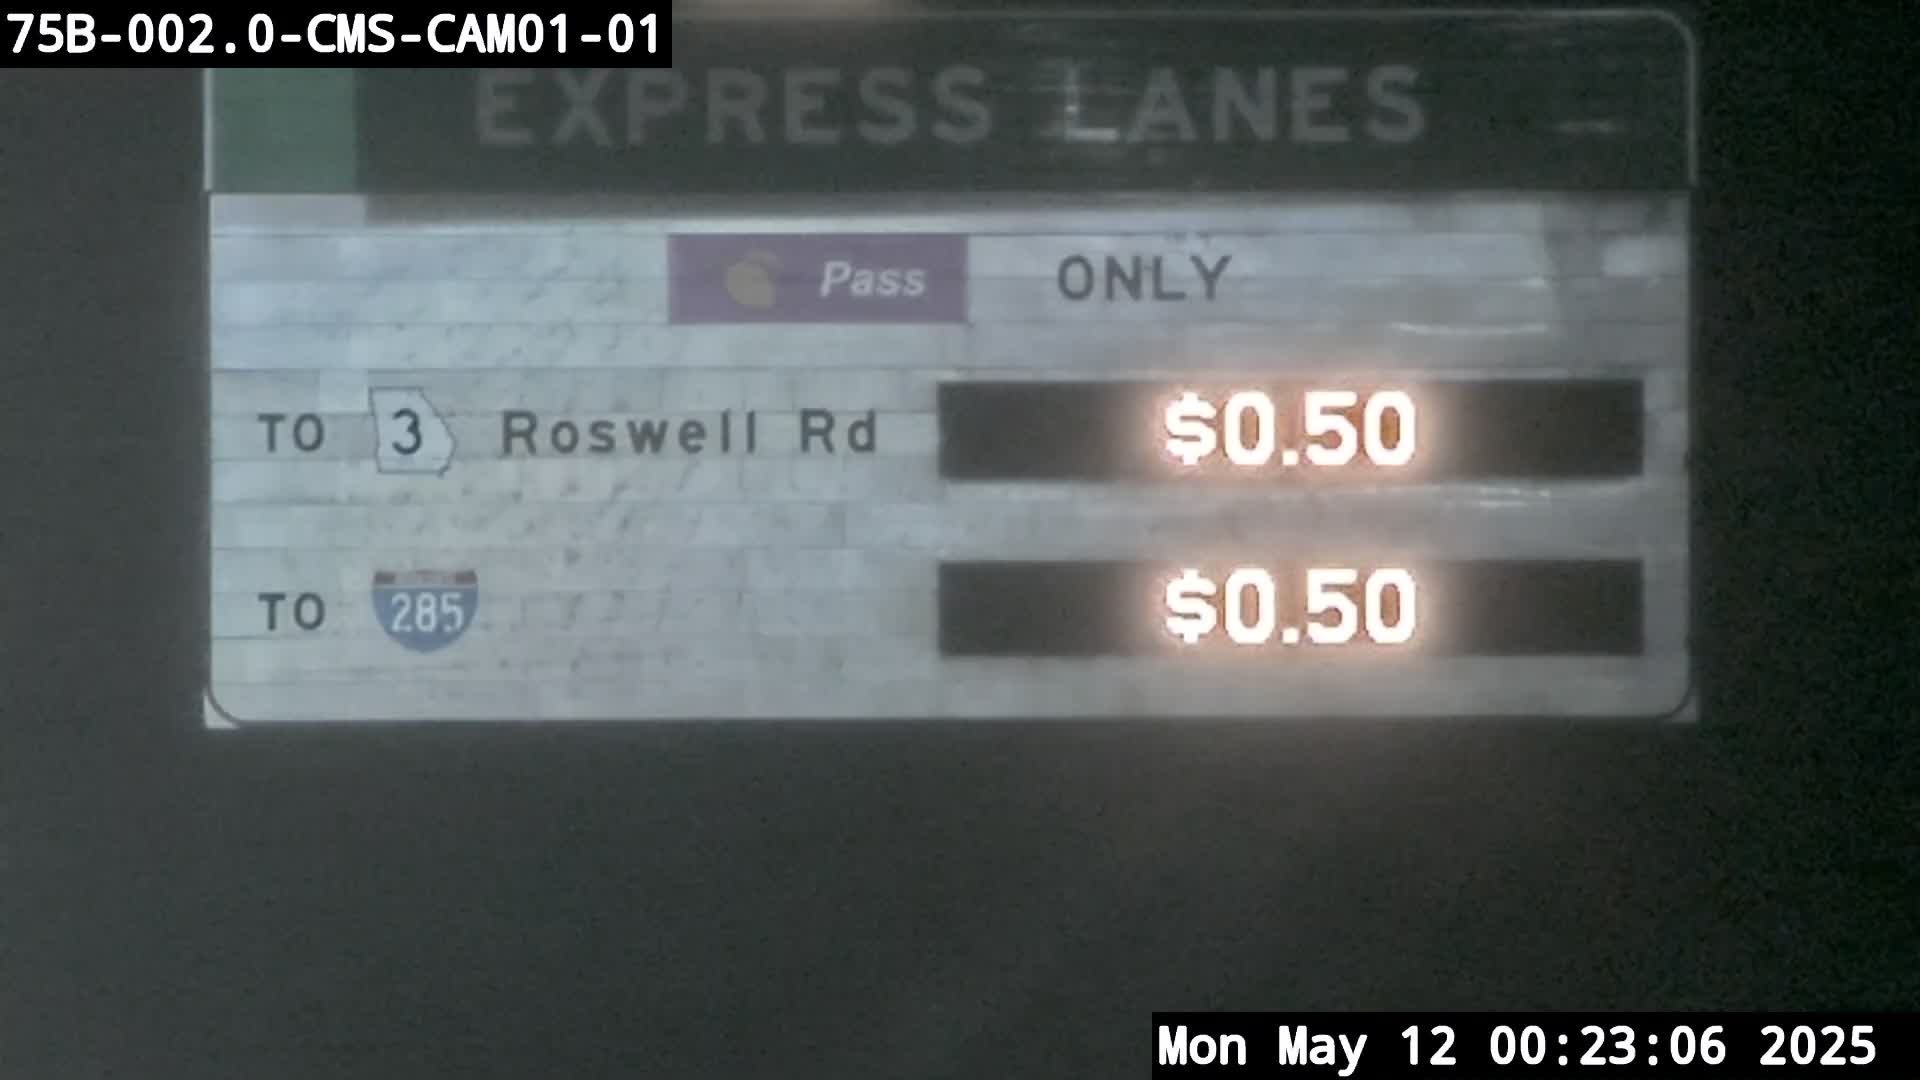 75B-002.0-CMS-CAM01-01
EXPRESS LANES
Pass ONLY
TO 3 Roswell Rd $0.50
TO 285 $0.50
Mon May 12 00:23:06 2025